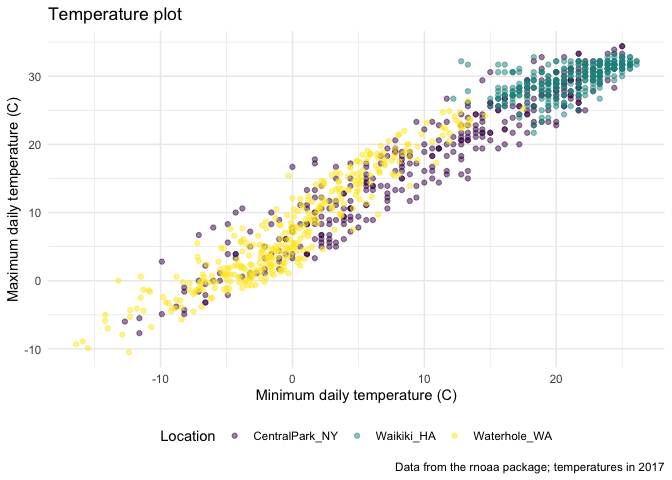 Temperature plot
Maximum daily temperature (C)
30
20
10
0
-10
-10 0 10 20
Minimum daily temperature (C)
Location CentralPark_NY Waikiki_HA Waterhole_WA
Data from the rnoaa package; temperatures in 2017